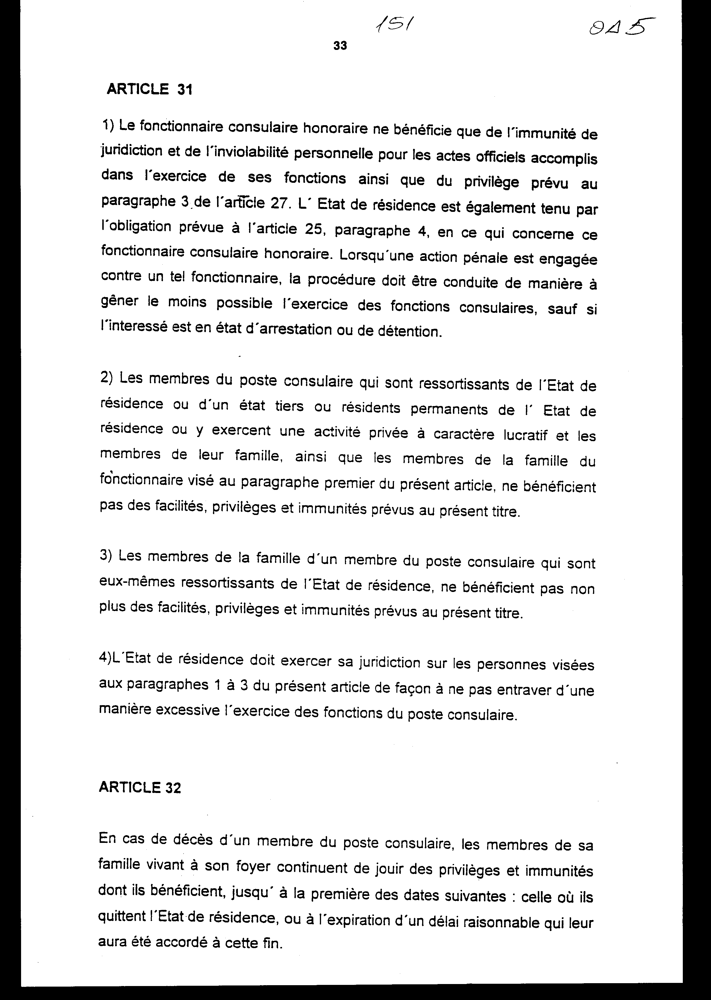 151
33
ARTICLE 31
1) Le fonctionnaire consulaire honoraire ne bénéficie que de l´immunité de
juridiction et de l´inviolabilité personnelle pour les actes officiels accomplis
dans l´exercice de ses fonctions ainsi que du privilège prévu au
paragraphe 3 de l´article 27. L´ Etat de résidence est également tenu par
l´obligation prévue à l´article 25, paragraphe 4, en ce qui concerne ce
fonctionnaire consulaire honoraire. Lorsqu´une action pénale est engagée
contre un tel fonctionnaire, la procédure doit être conduite de manière à
gêner le moins possible l´exercice des fonctions consulaires, sauf si
l´interessé est en état d´arrestation ou de détention.
2) Les membres du poste consulaire qui sont ressortissants de l´Etat de
résidence ou d´un état tiers ou résidents permanents de l´ Etat de
résidence ou y exercent une activité privée à caractère lucratif et les
membres de leur famille, ainsi que les membres de la famille du
fonctionnaire visé au paragraphe premier du présent article, ne bénéficient
pas des facilités, privilèges et immunités prévus au présent titre.
3) Les membres de la famille d´un membre du poste consulaire qui sont
eux-mêmes ressortissants de l´Etat de résidence, ne bénéficient pas non
plus des facilités, privilèges et immunités prévus au présent titre.
4)L´Etat de résidence doit exercer sa juridiction sur les personnes visées
aux paragraphes 1 à 3 du présent article de façon à ne pas entraver d´une
manière excessive l´exercice des fonctions du poste consulaire.
ARTICLE 32
En cas de décès d´un membre du poste consulaire, les membres de sa
famille vivant à son foyer continuent de jouir des privilèges et immunités
dont ils bénéficient, jusqu´ à la première des dates suivantes : celle où ils
quittent l´Etat de résidence, ou à l´expiration d´un délai raisonnable qui leur
aura été accordé à cette fin.